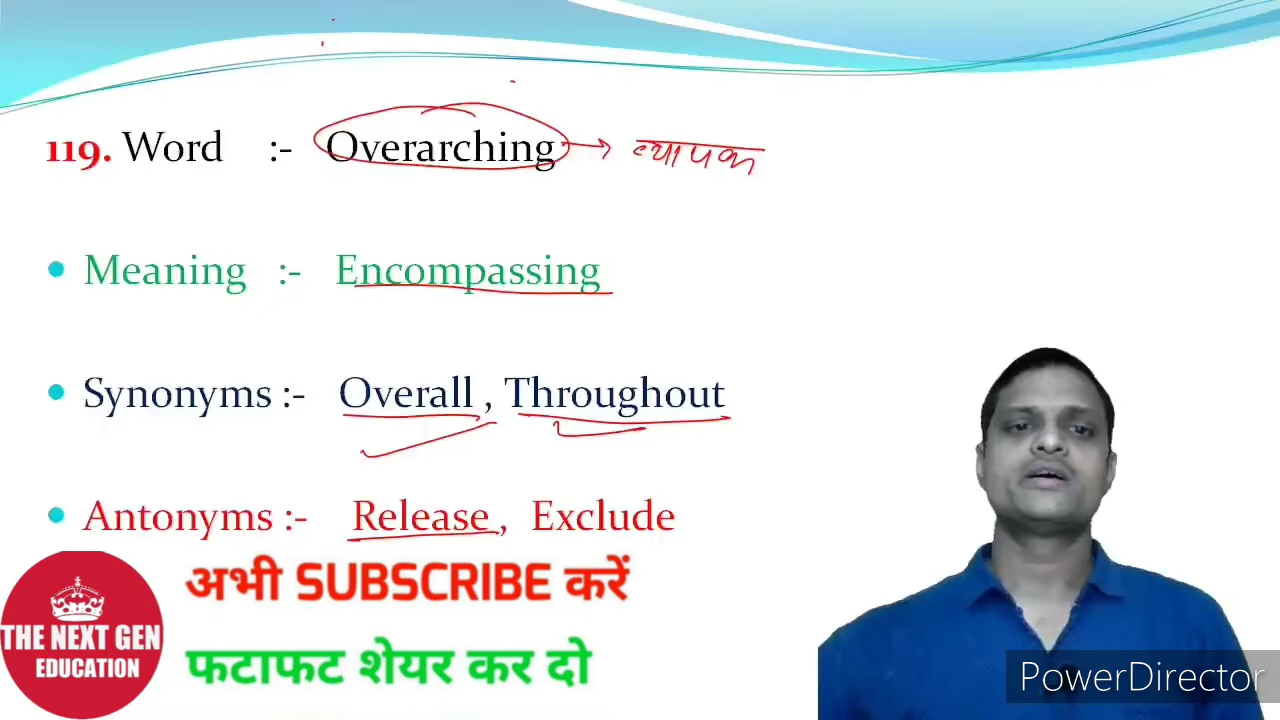 119. Word :- Overarching → व्यापक
• Meaning :- Encompassing
• Synonyms :- Overall , Throughout
• Antonyms :- Release , Exclude
अभी SUBSCRIBE करें
THE NEXT GEN
EDUCATION
फटाफट शेयर कर दो
PowerDirector